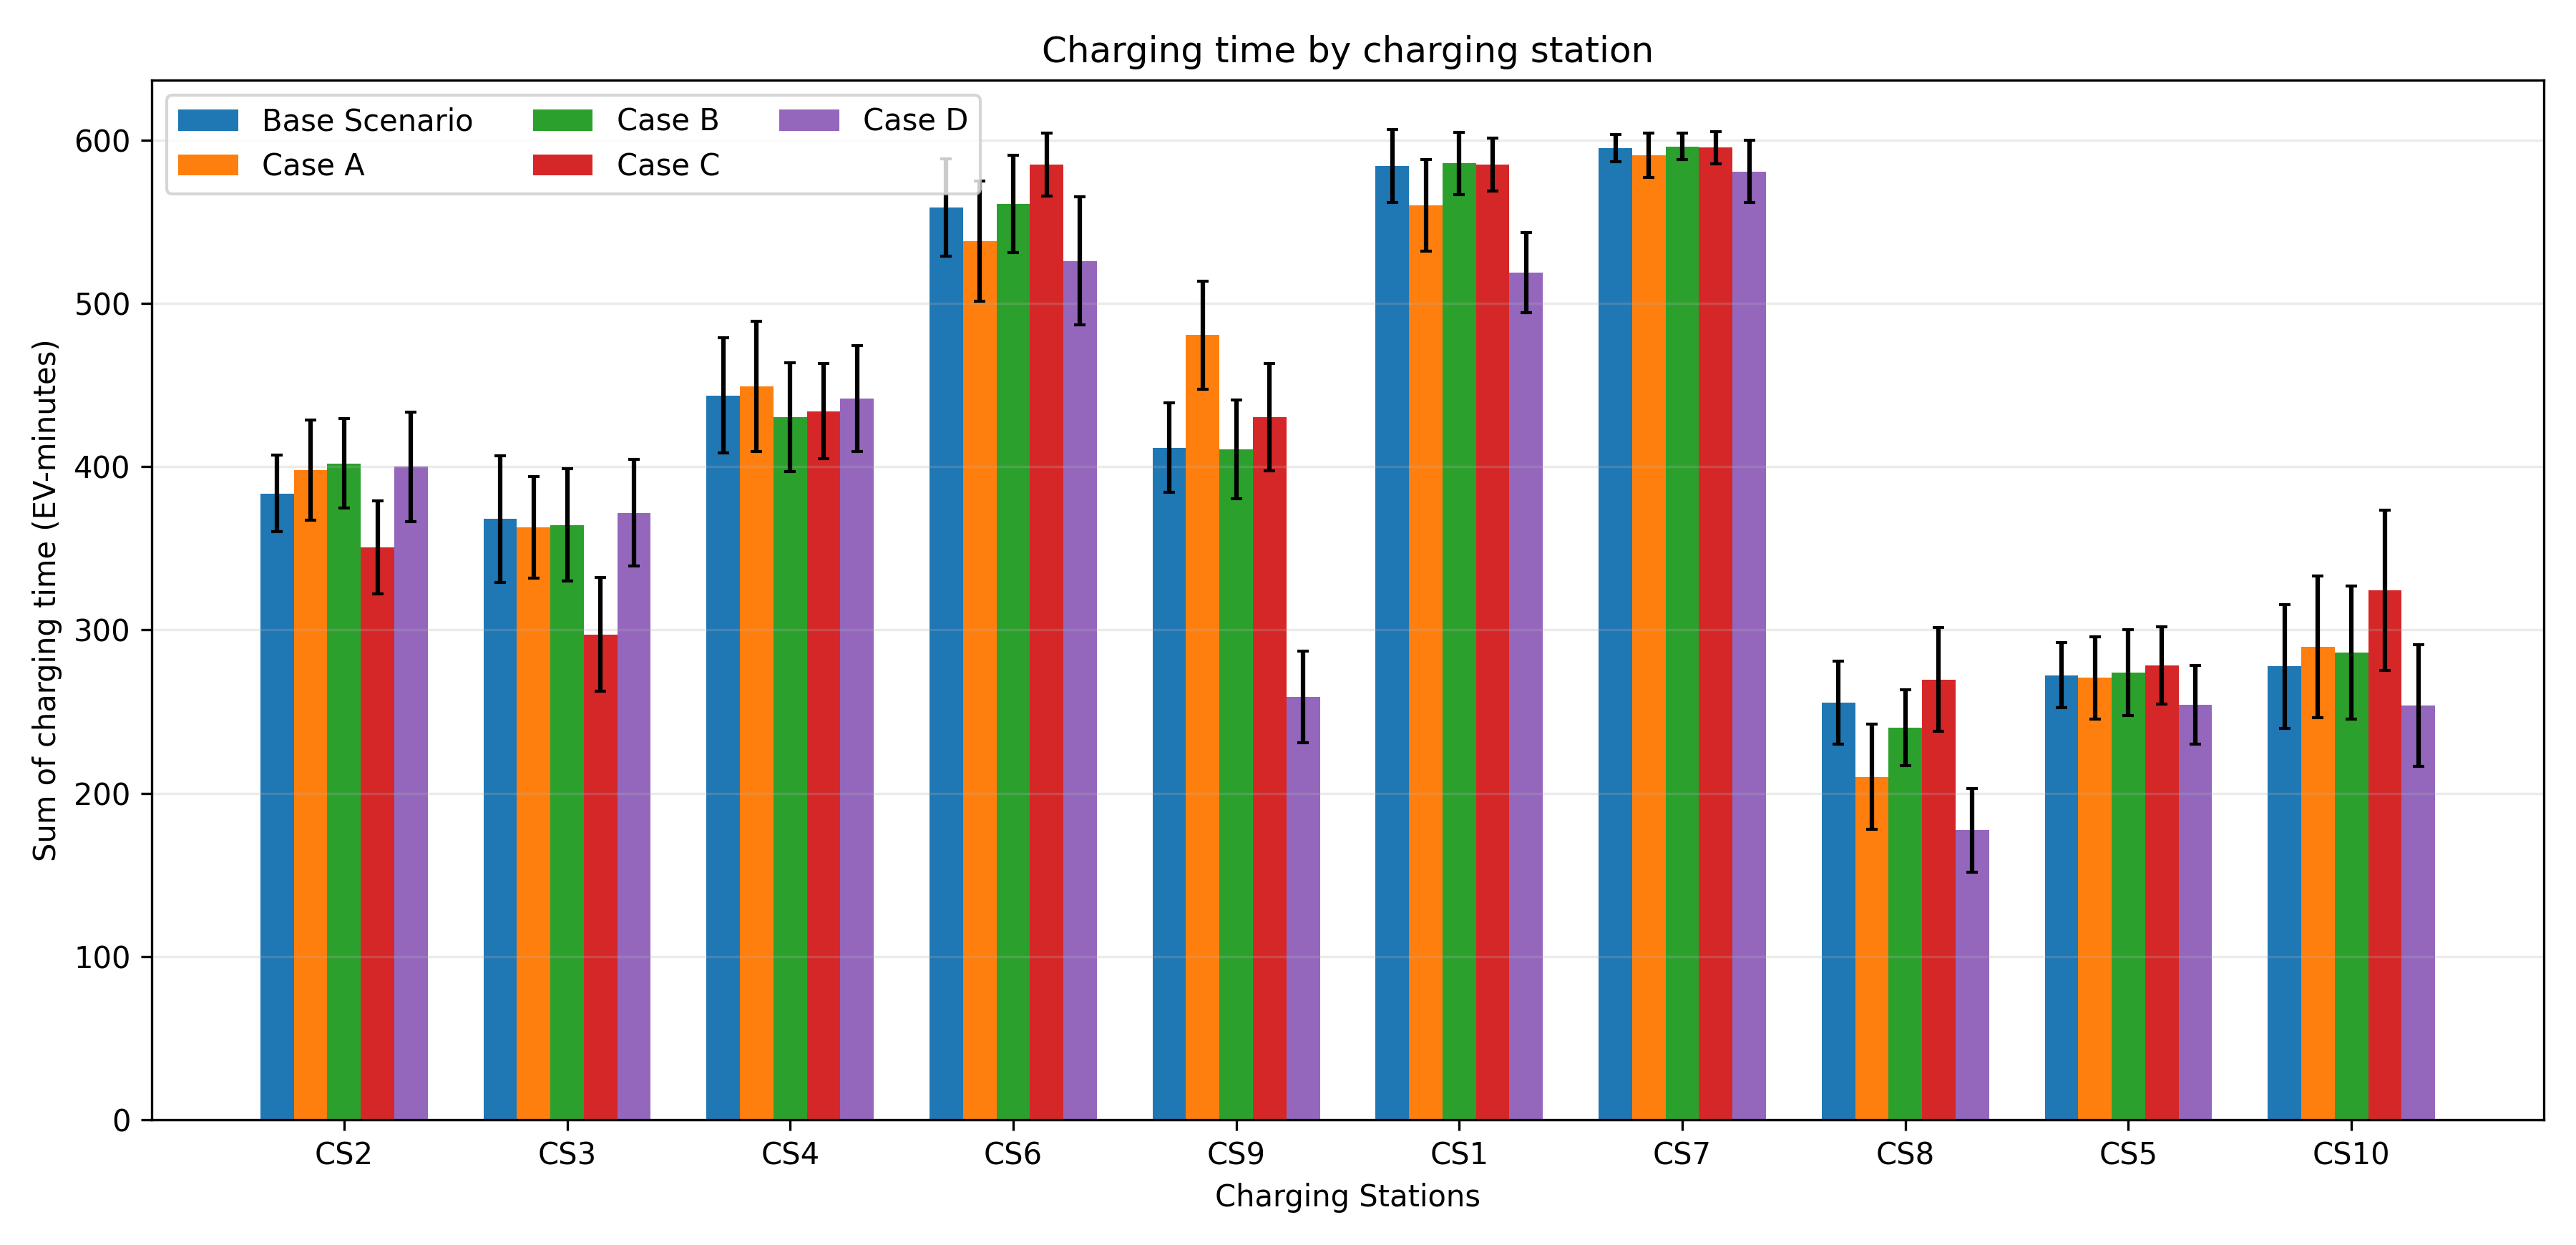 Charging time by charging station
Base Scenario
Case A
Case B
Case C
Case D
Sum of charging time (EV-minutes)
600
500
400
300
200
100
0
CS2 CS3 CS4 CS6 CS9 CS1 CS7 CS8 CS5 CS10
Charging Stations